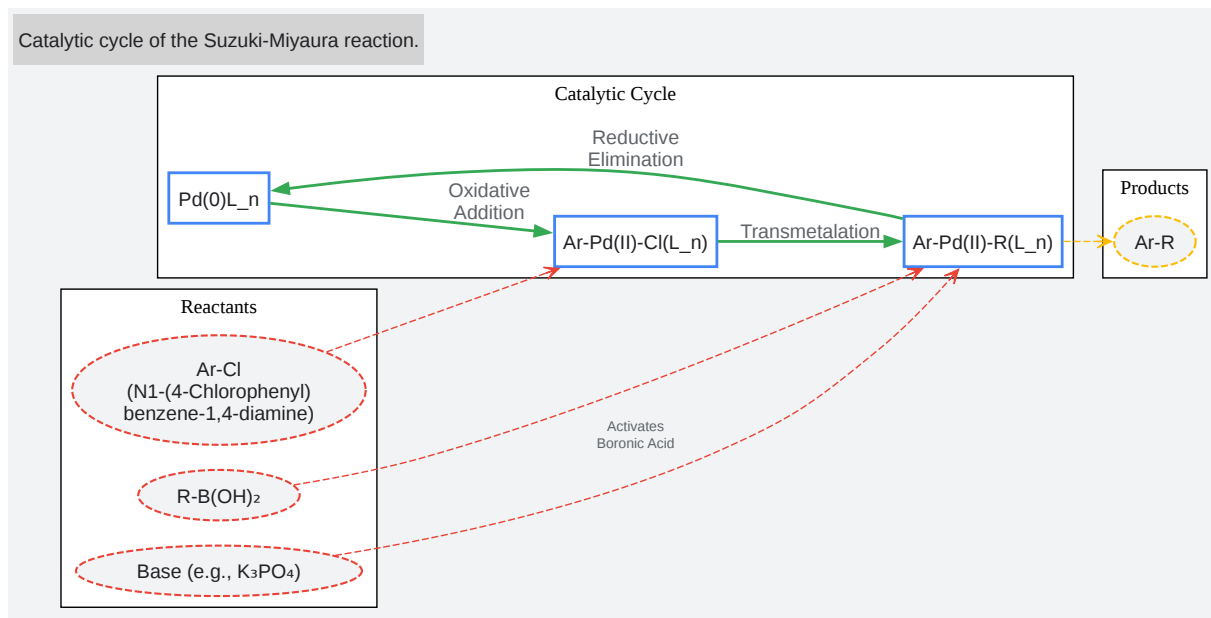 Catalytic cycle of the Suzuki-Miyaura reaction.
Catalytic Cycle
Reductive
Elimination
Pd(0)L_n
Oxidative
Addition
Ar-Pd(II)-Cl(L_n)
Transmetalation
Ar-Pd(II)-R(L_n)
Products
Ar-R
Reactants
Ar-Cl
(N1-(4-Chlorophenyl)
benzene-1,4-diamine)
Activates
Boronic Acid
R-B(OH)₂
Base (e.g., K₃PO₄)